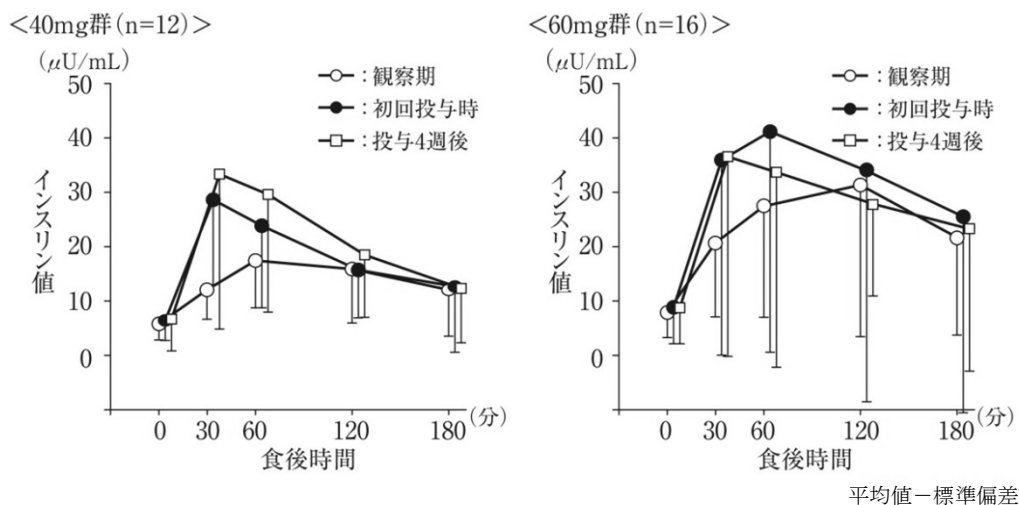 ＜40mg群（n=12）＞
（μU/mL）
50
40
30
20
10
0
インスリン値
観察期
初回投与時
投与4週後
0 30 60 120 180（分）
食後時間
＜60mg群（n=16）＞
（μU/mL）
50
40
30
20
10
0
インスリン値
：観察期
：初回投与時
：投与4週後
0 30 60 120 180（分）
食後時間
平均値－標準偏差